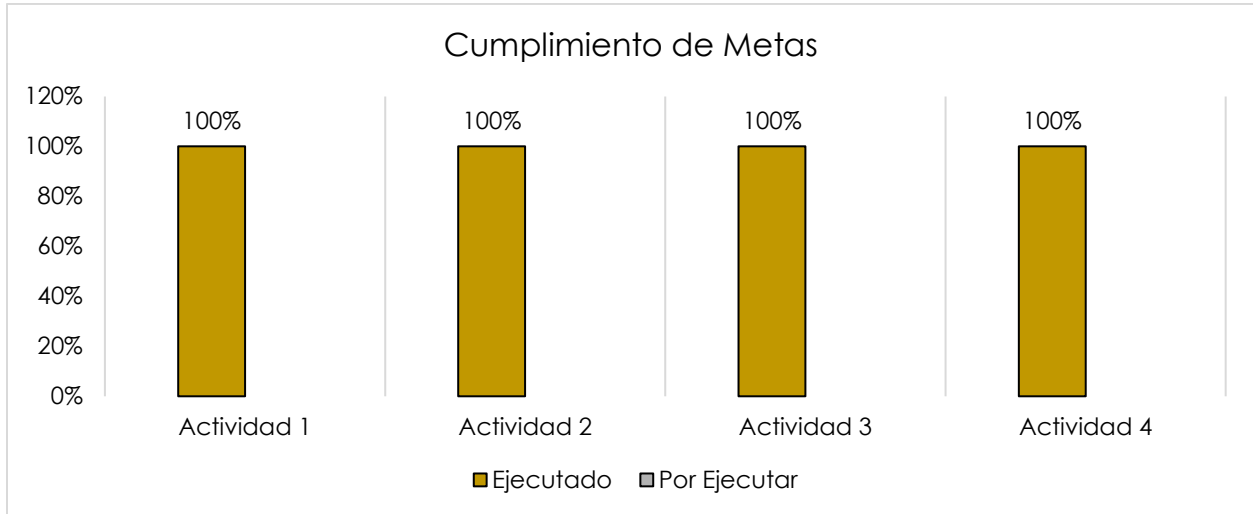 Cumplimiento de Metas
120%
100%
80%
60%
40%
20%
0%
100%
100%
100%
100%
Actividad 1
Actividad 2
Actividad 3
Actividad 4
Ejecutado
Por Ejecutar